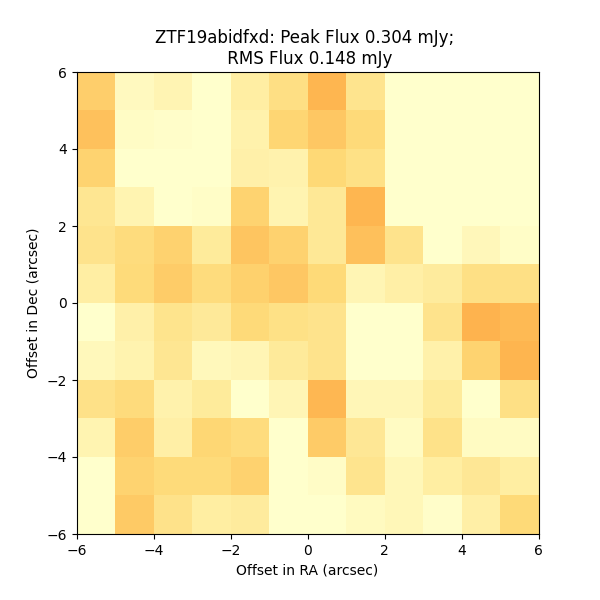 ZTF19abidfxd: Peak Flux 0.304 mJy;
RMS Flux 0.148 mJy
6
4
2
0
−2
−4
−6
Offset in Dec (arcsec)
−6 −4 −2 0 2 4 6
Offset in RA (arcsec)